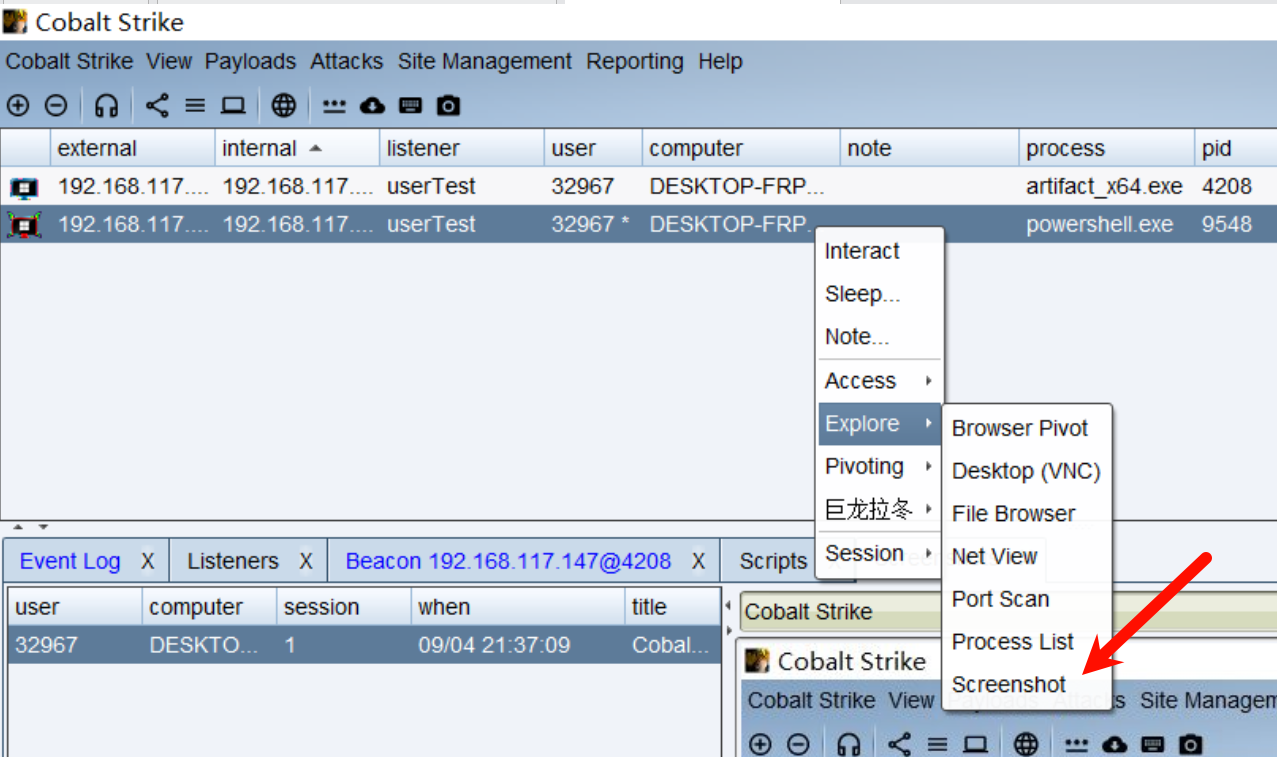 Cobalt Strike
Cobalt Strike View Payloads Attacks Site Management Reporting Help
external internal listener user computer note process pid
192.168.117.... 192.168.117.... userTest 32967 DESKTOP-FRP... artifact_x64.exe 4208
192.168.117.... 192.168.117.... userTest 32967 * DESKTOP-FRP... powershell.exe 9548
Interact
Sleep...
Note...
Access
Explore
Pivoting
巨龙拉冬
Session
Browser Pivot
Desktop (VNC)
File Browser
Net View
Port Scan
Process List
Screenshot
Event Log X Listeners X Beacon 192.168.117.147@4208 X Scripts
user computer session when title
32967 DESKTO... 1 09/04 21:37:09 Cobal...
Cobalt Strike
Cobalt Strike
Cobalt Strike View Site Managem